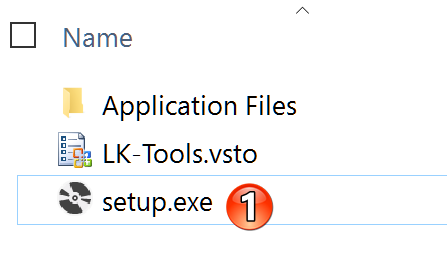 Name
Application Files
LK-Tools.vsto
setup.exe 1